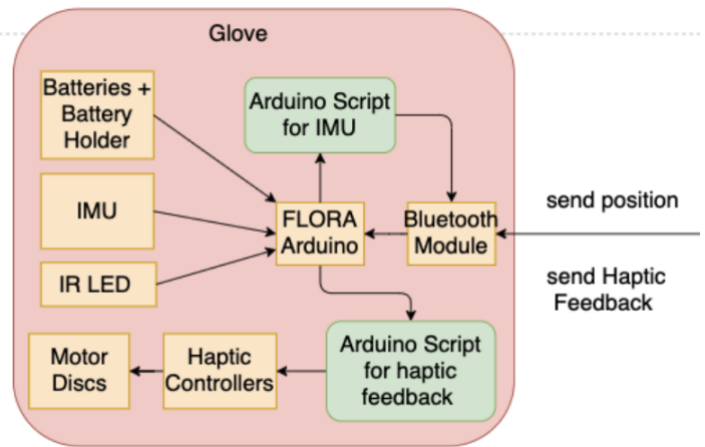 Glove
Batteries +
Battery
Holder
Arduino Script
for IMU
IMU
FLORA
Arduino
Bluetooth
Module
send position
IR LED
send Haptic
Feedback
Motor
Discs
Haptic
Controllers
Arduino Script
for haptic
feedback